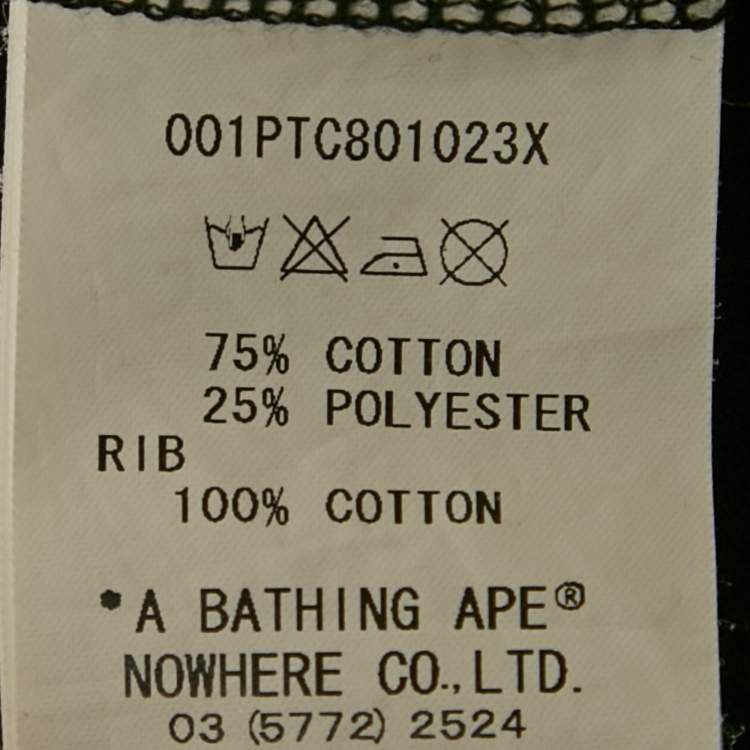 001PTC801023X
75% COTTON
25% POLYESTER
RIB
100% COTTON
*A BATHING APE®
NOWHERE CO.,LTD.
03 (5772) 2524